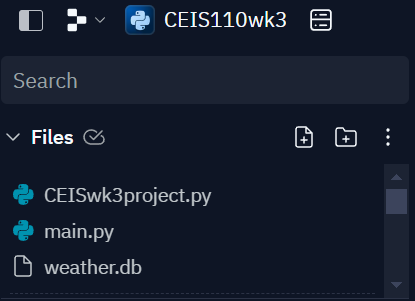 CEIS110wk3
Search
Files
CEISwk3project.py
main.py
weather.db